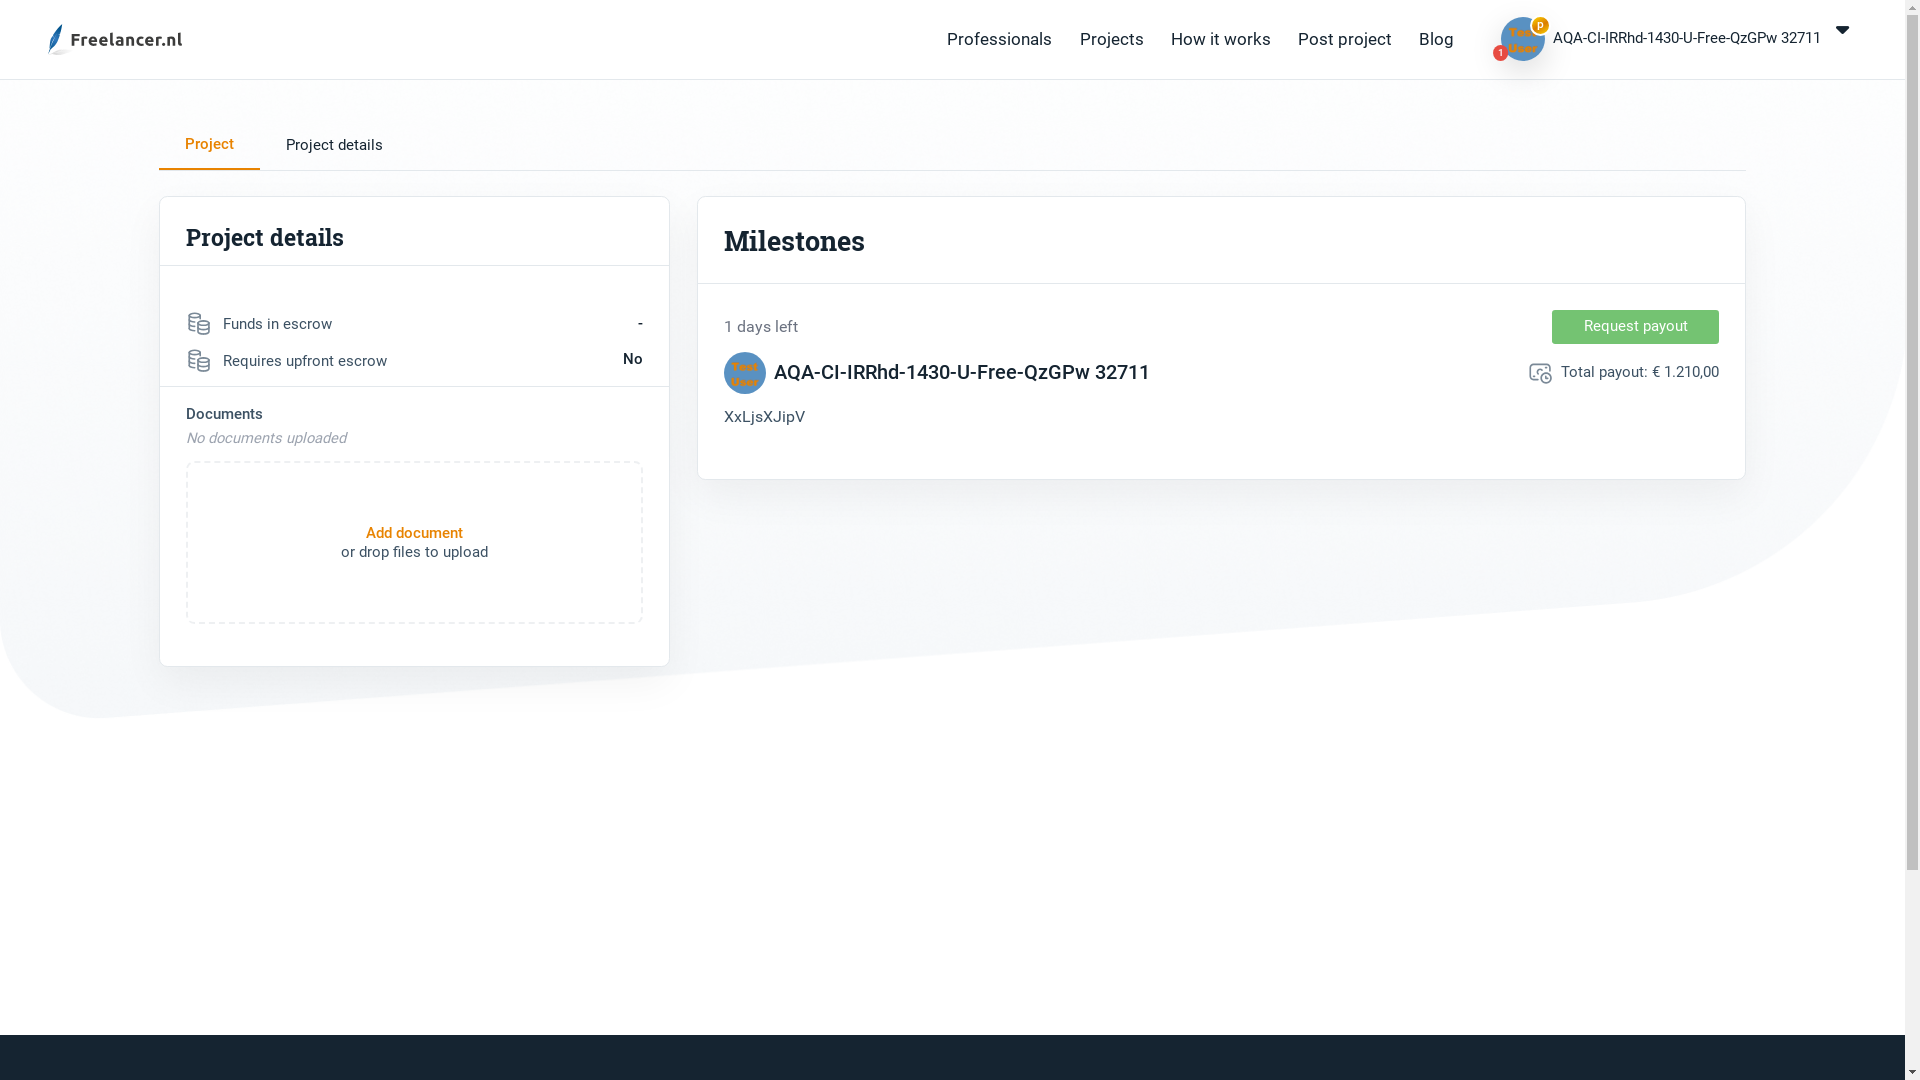 Freelancer.nl
Professionals
Projects
How it works
Post project
Blog
Test
User
p
1
AQA-CI-IRRhd-1430-U-Free-QzGPw 32711
Project
Project details
Project details
Funds in escrow
-
Requires upfront escrow
No
Documents
No documents uploaded
Add document
or drop files to upload
Milestones
1 days left
Request payout
Test
User
AQA-CI-IRRhd-1430-U-Free-QzGPw 32711
Total payout: € 1.210,00
XxLjsXJipV